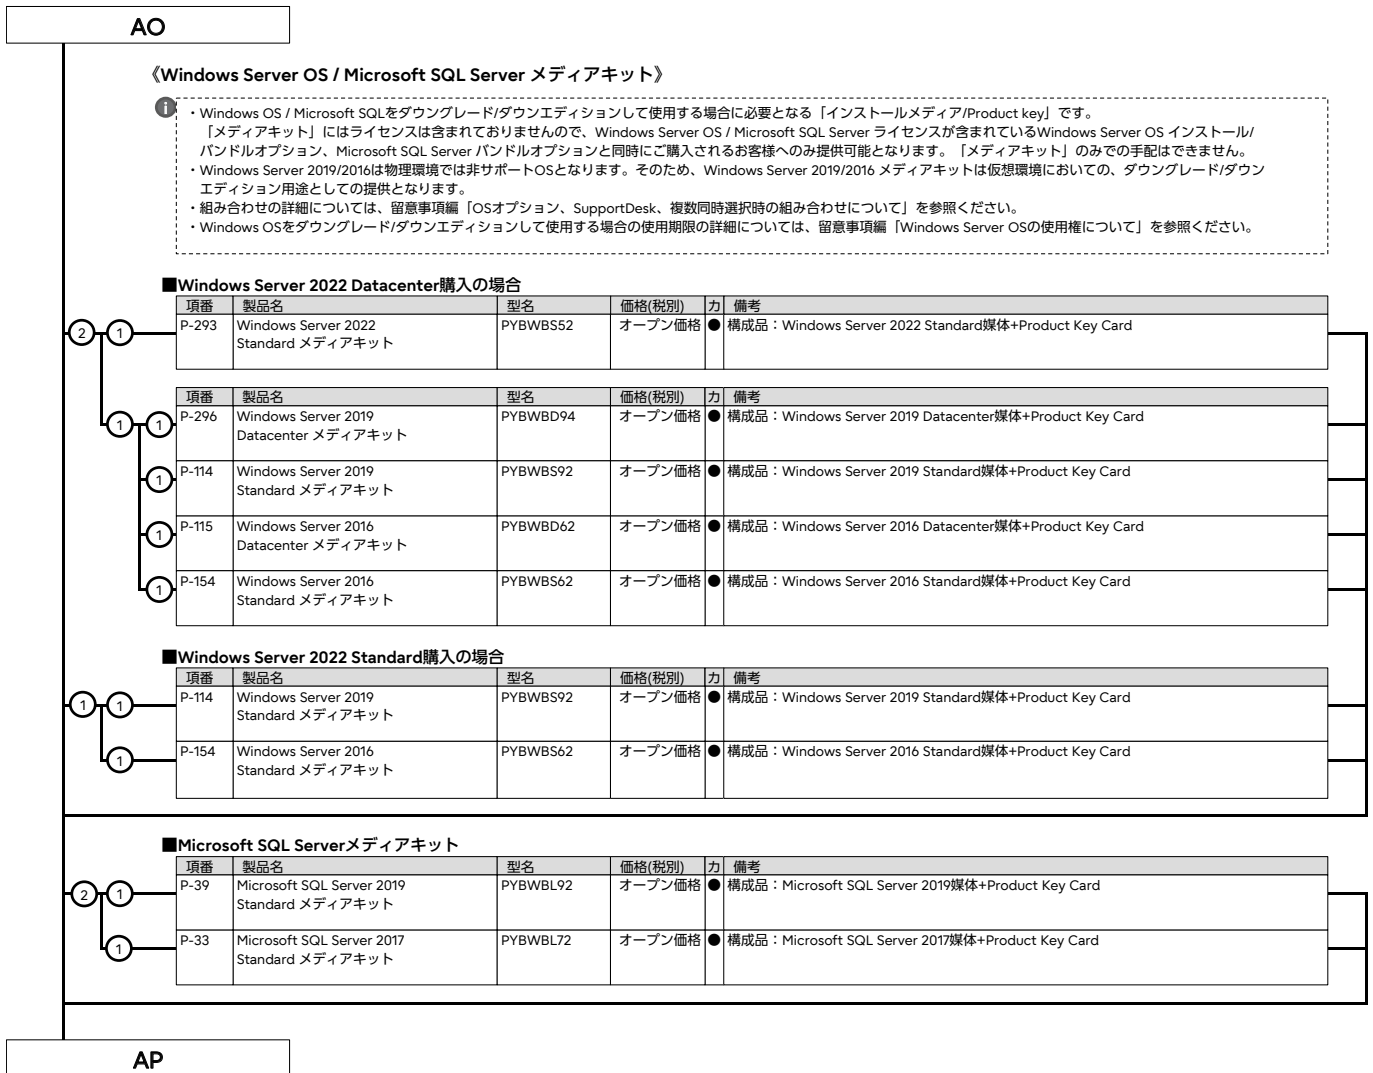 AO
《Windows Server OS / Microsoft SQL Server メディアキット》
i
・Windows OS / Microsoft SQLをダウングレード/ダウンエディションして使用する場合に必要となる「インストールメディア/Product key」です。
「メディアキット」にはライセンスは含まれておりませんので、Windows Server OS / Microsoft SQL Server ライセンスが含まれているWindows Server OS インストール/
バンドルオプション、Microsoft SQL Server バンドルオプションと同時にご購入されるお客様へのみ提供可能となります。「メディアキット」のみでの手配はできません。
・Windows Server 2019/2016は物理環境では非サポートOSとなります。そのため、Windows Server 2019/2016 メディアキットは仮想環境においての、ダウングレード/ダウン
エディション用途としての提供となります。
・組み合わせの詳細については、留意事項編「OSオプション、SupportDesk、複数同時選択時の組み合わせについて」を参照ください。
・Windows OSをダウングレード/ダウンエディションして使用する場合の使用期限の詳細については、留意事項編「Windows Server OSの使用権について」を参照ください。
■Windows Server 2022 Datacenter購入の場合
項番 製品名 型名 価格(税別) カ 備考
2 1 P-293 Windows Server 2022 PYBWBS52 オープン価格 ● 構成品：Windows Server 2022 Standard媒体+Product Key Card
Standard メディアキット
項番 製品名 型名 価格(税別) カ 備考
1 1 P-296 Windows Server 2019 PYBWBD94 オープン価格 ● 構成品：Windows Server 2019 Datacenter媒体+Product Key Card
Datacenter メディアキット
1 P-114 Windows Server 2019 PYBWBS92 オープン価格 ● 構成品：Windows Server 2019 Standard媒体+Product Key Card
Standard メディアキット
1 P-115 Windows Server 2016 PYBWBD62 オープン価格 ● 構成品：Windows Server 2016 Datacenter媒体+Product Key Card
Datacenter メディアキット
1 P-154 Windows Server 2016 PYBWBS62 オープン価格 ● 構成品：Windows Server 2016 Standard媒体+Product Key Card
Standard メディアキット
■Windows Server 2022 Standard購入の場合
項番 製品名 型名 価格(税別) カ 備考
1 1 P-114 Windows Server 2019 PYBWBS92 オープン価格 ● 構成品：Windows Server 2019 Standard媒体+Product Key Card
Standard メディアキット
1 P-154 Windows Server 2016 PYBWBS62 オープン価格 ● 構成品：Windows Server 2016 Standard媒体+Product Key Card
Standard メディアキット
■Microsoft SQL Serverメディアキット
項番 製品名 型名 価格(税別) カ 備考
2 1 P-39 Microsoft SQL Server 2019 PYBWBL92 オープン価格 ● 構成品：Microsoft SQL Server 2019媒体+Product Key Card
Standard メディアキット
1 P-33 Microsoft SQL Server 2017 PYBWBL72 オープン価格 ● 構成品：Microsoft SQL Server 2017媒体+Product Key Card
Standard メディアキット
AP